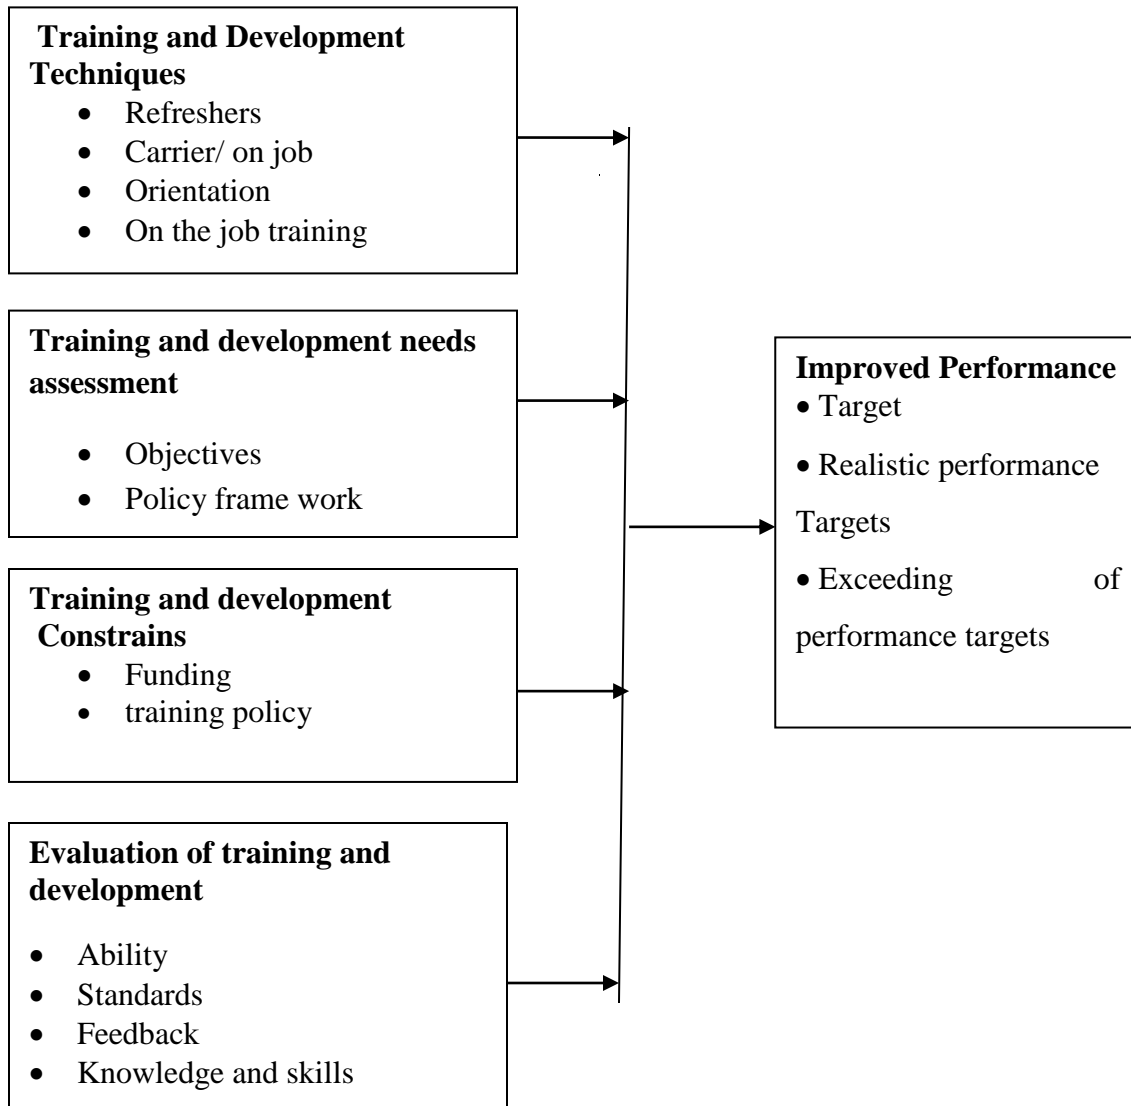 Training and Development
Techniques
• Refreshers
• Carrier/ on job
• Orientation
• On the job training
Training and development needs
assessment
• Objectives
• Policy frame work
Training and development
Constrains
• Funding
• training policy
Evaluation of training and
development
• Ability
• Standards
• Feedback
• Knowledge and skills
Improved Performance
• Target
• Realistic performance
Targets
• Exceeding of
performance targets